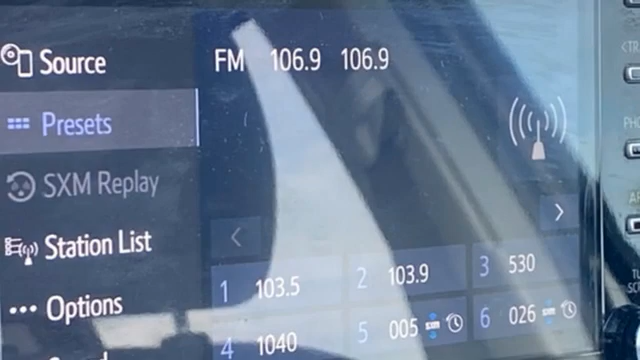 Source
FM 106.9 106.9
Presets
SXM Replay
Station List
Options
1 103.5
2 103.9
3 530
4 1040
5 005
6 026